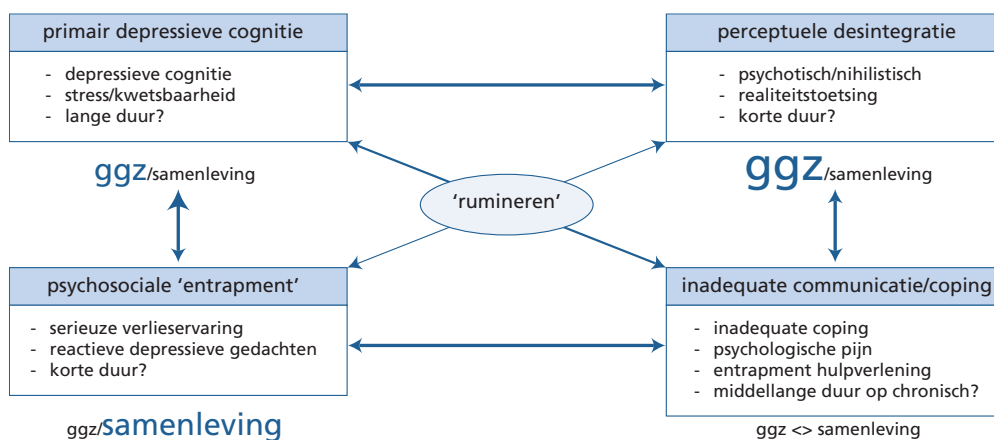 primair depressieve cognitie
- depressieve cognitie
- stress/kwetsbaarheid
- lange duur?
ggz/samenleving
perceptuele desintegratie
- psychotisch/nihilistisch
- realiteitstoetsing
- korte duur?
ggz/samenleving
‘rumineren’
psychosociale ‘entrapment’
- serieuze verlieservaring
- reactieve depressieve gedachten
- korte duur?
ggz/samenleving
inadequate communicatie/coping
- inadequate coping
- psychologische pijn
- entrapment hulpverlening
- middellange duur op chronisch?
ggz <> samenleving